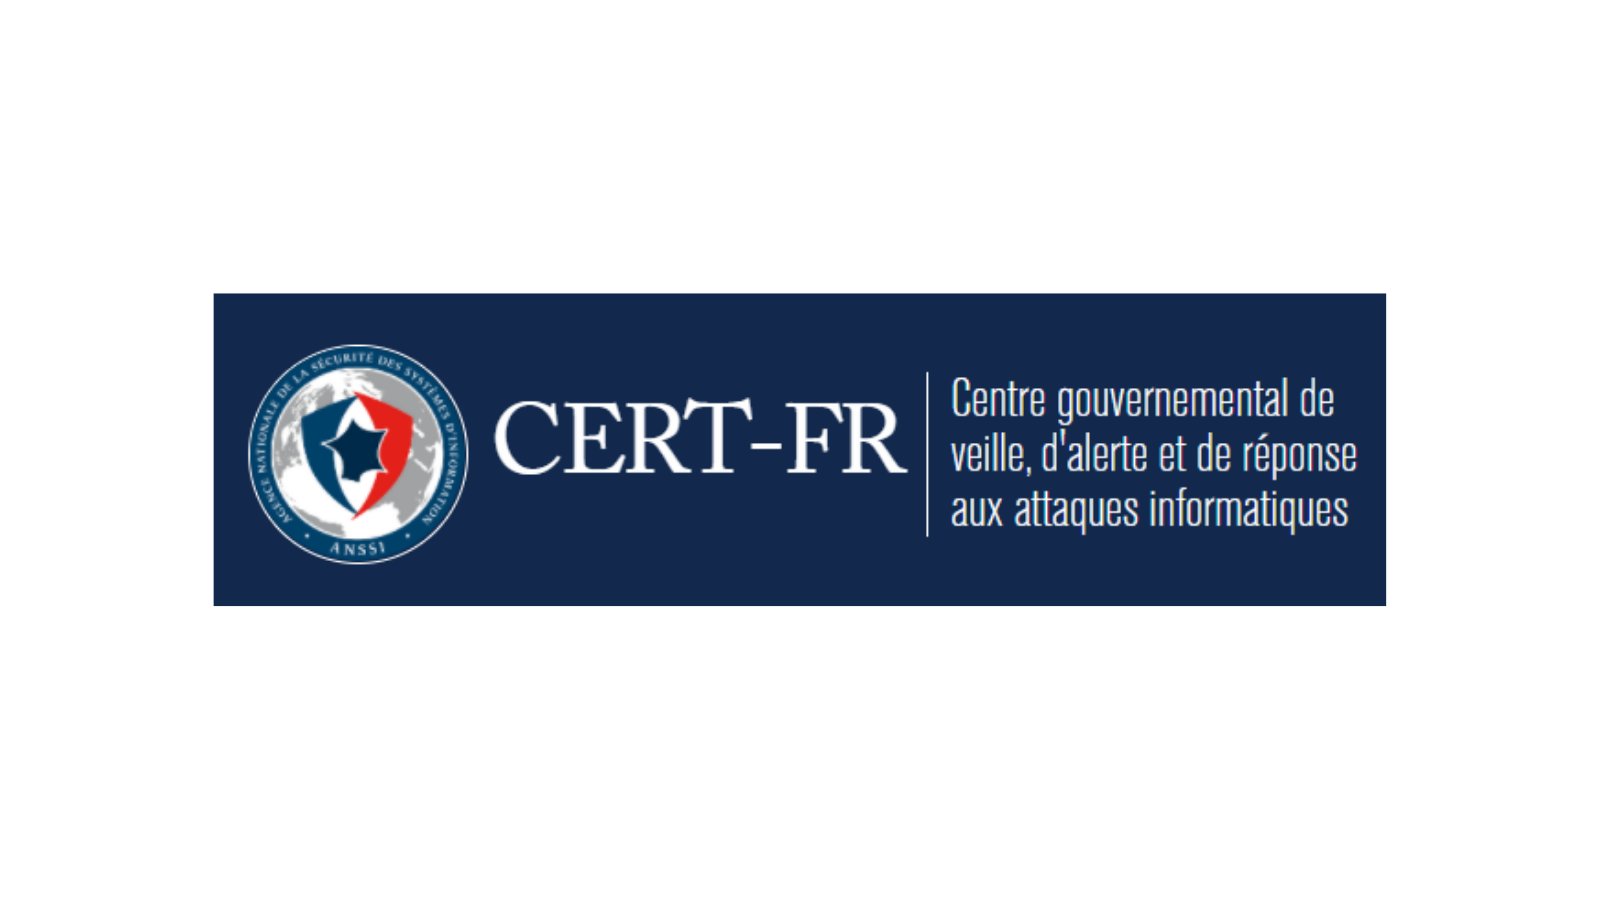 AGENCE NATIONALE DE LA SÉCURITÉ DES SYSTÈMES D'INFORMATION
ANSSI
CERT-FR
Centre gouvernemental de
veille, d'alerte et de réponse
aux attaques informatiques